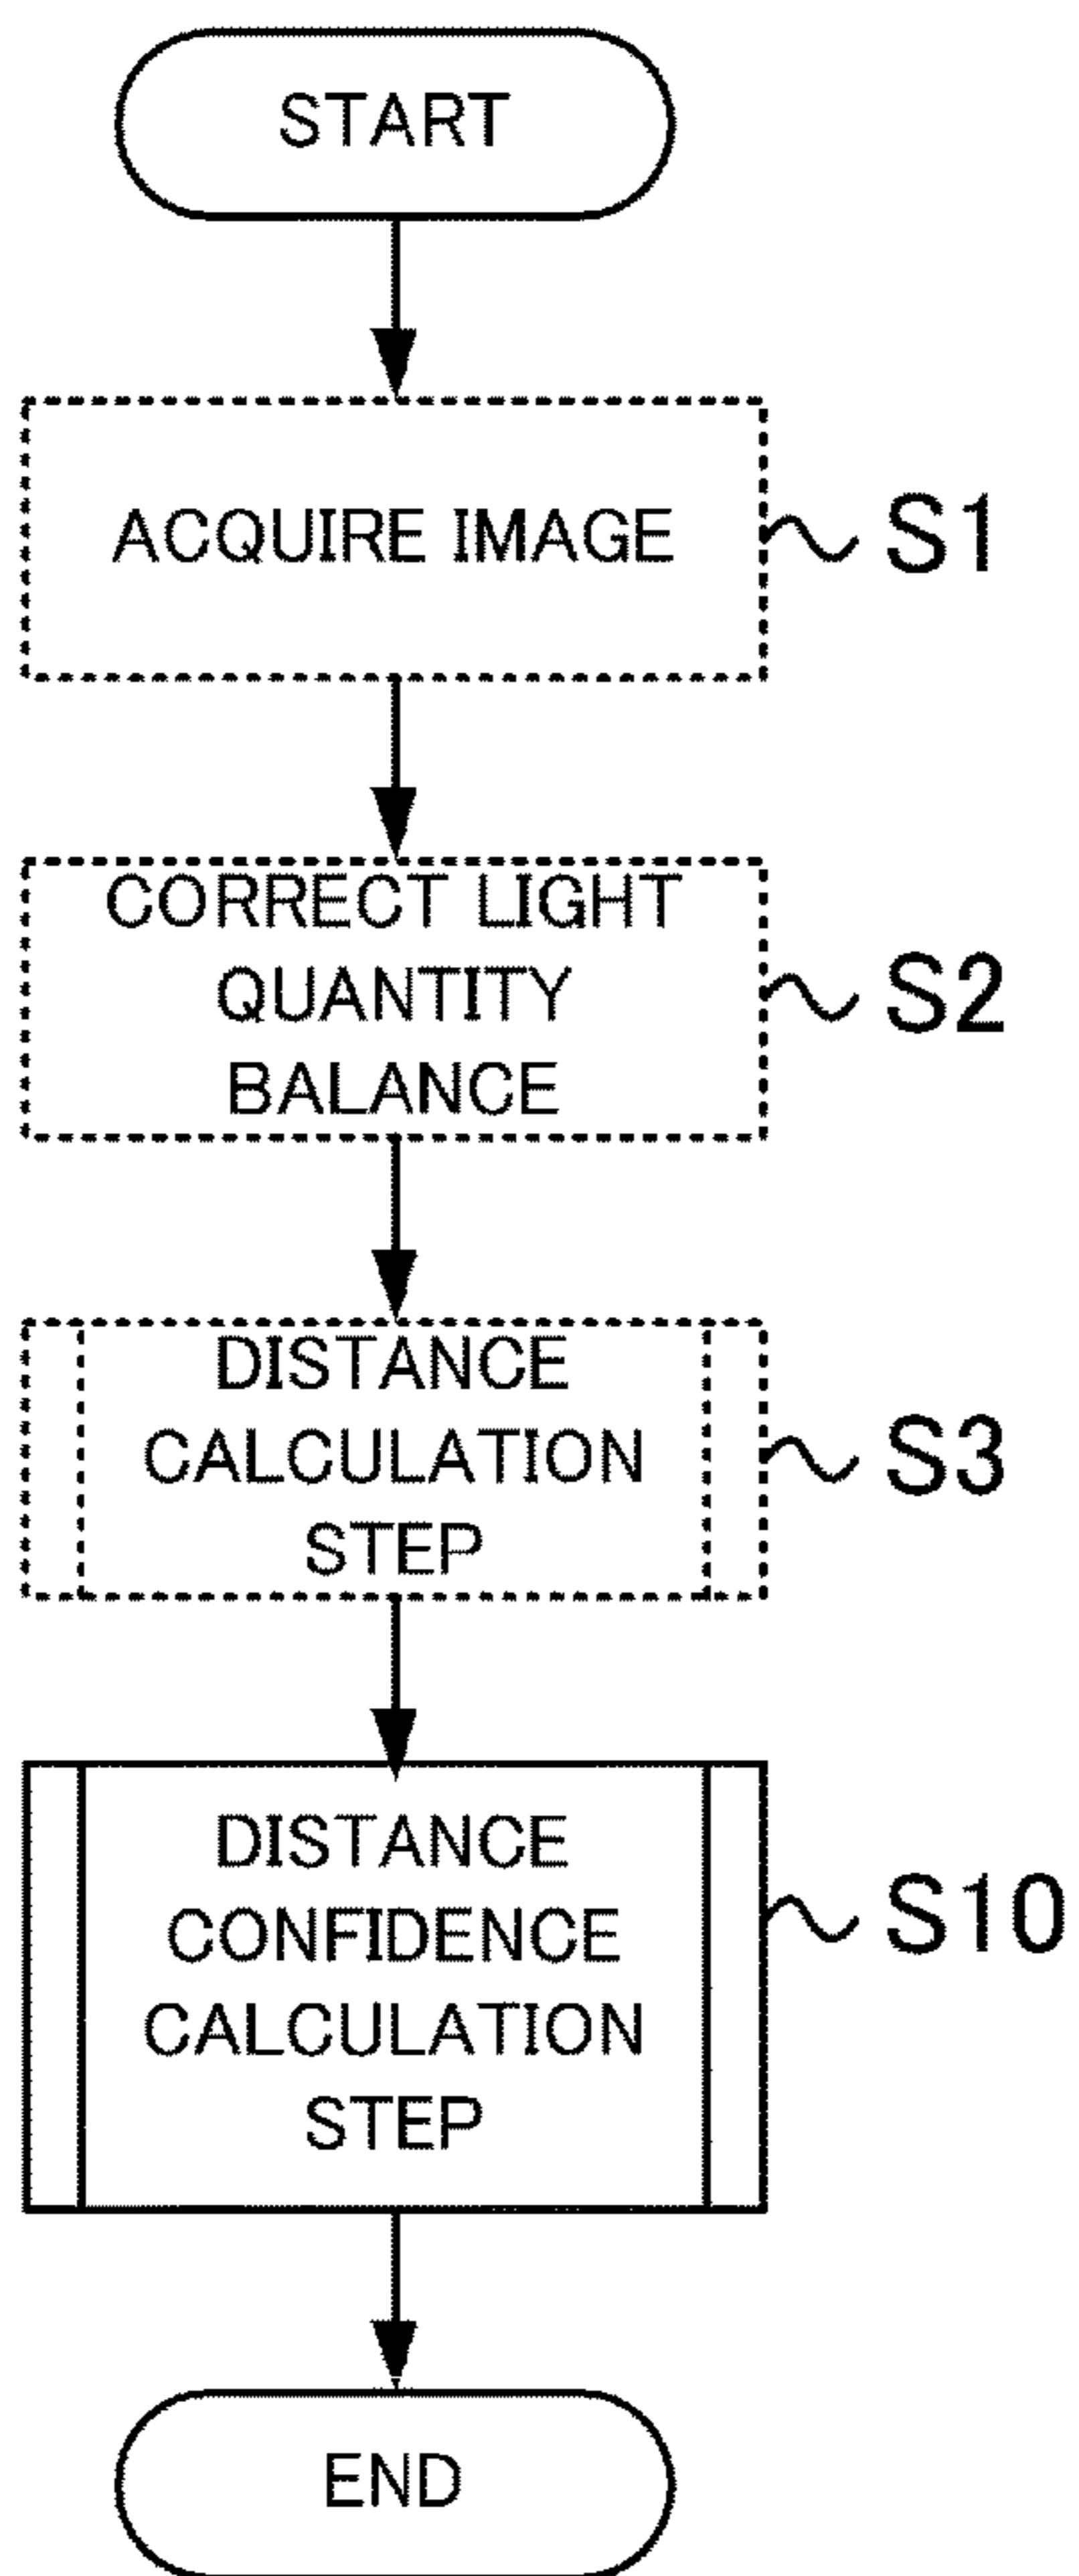 START
ACQUIRE IMAGE
S1
CORRECT LIGHT
QUANTITY
BALANCE
S2
DISTANCE
CALCULATION
STEP
S3
DISTANCE
CONFIDENCE
CALCULATION
STEP
S10
END